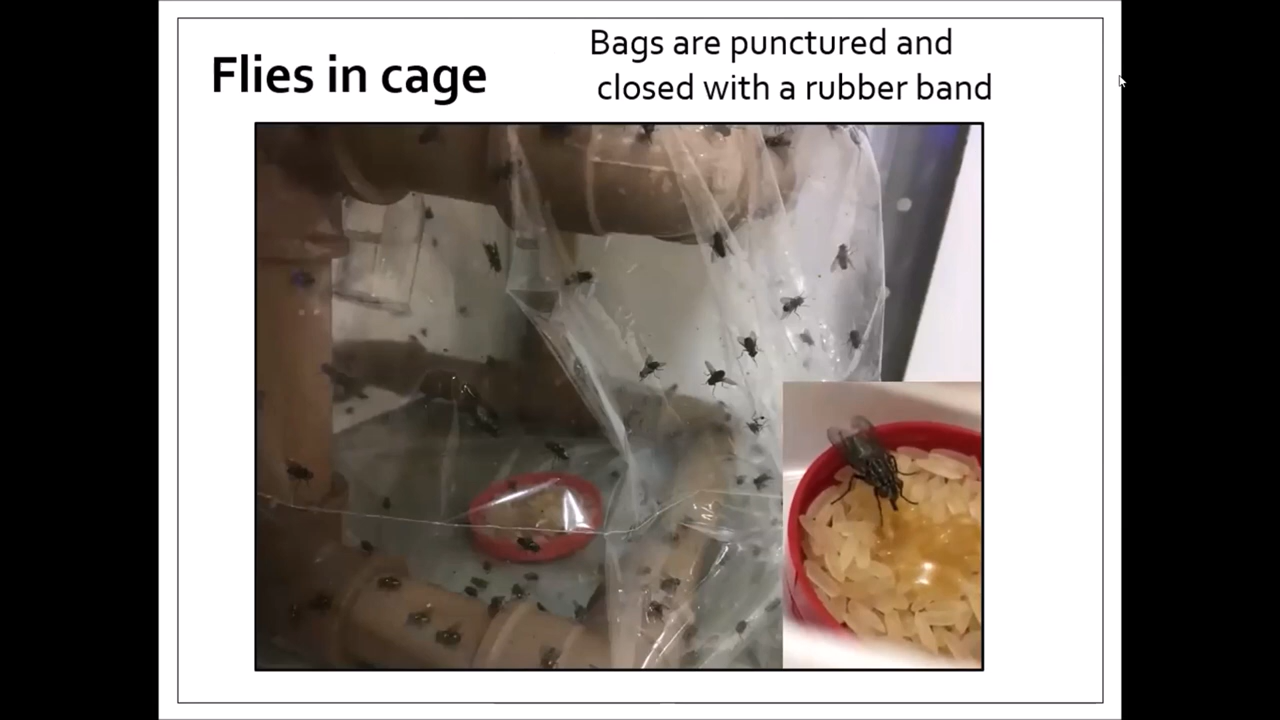 Flies in cage
Bags are punctured and
closed with a rubber band